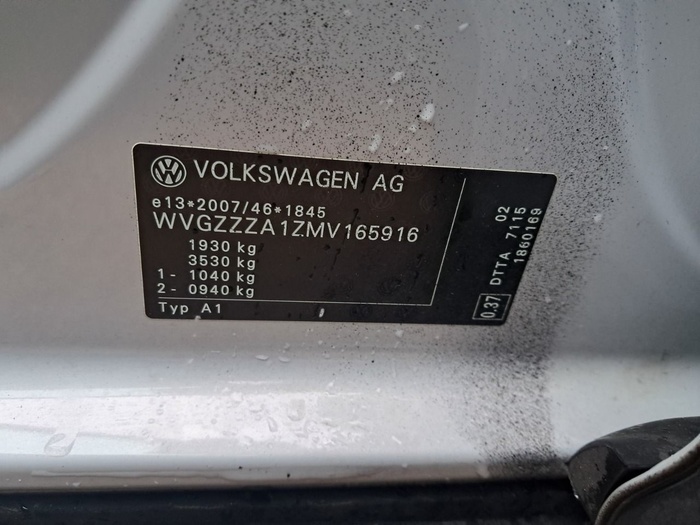 VOLKSWAGEN AG
e13*2007/46*1845
WVGZZZA1ZMV165916
1930 kg
3530 kg
1 - 1040 kg
2 - 0940 kg
Typ A1
0.37 DTTA 7115 02
1860169